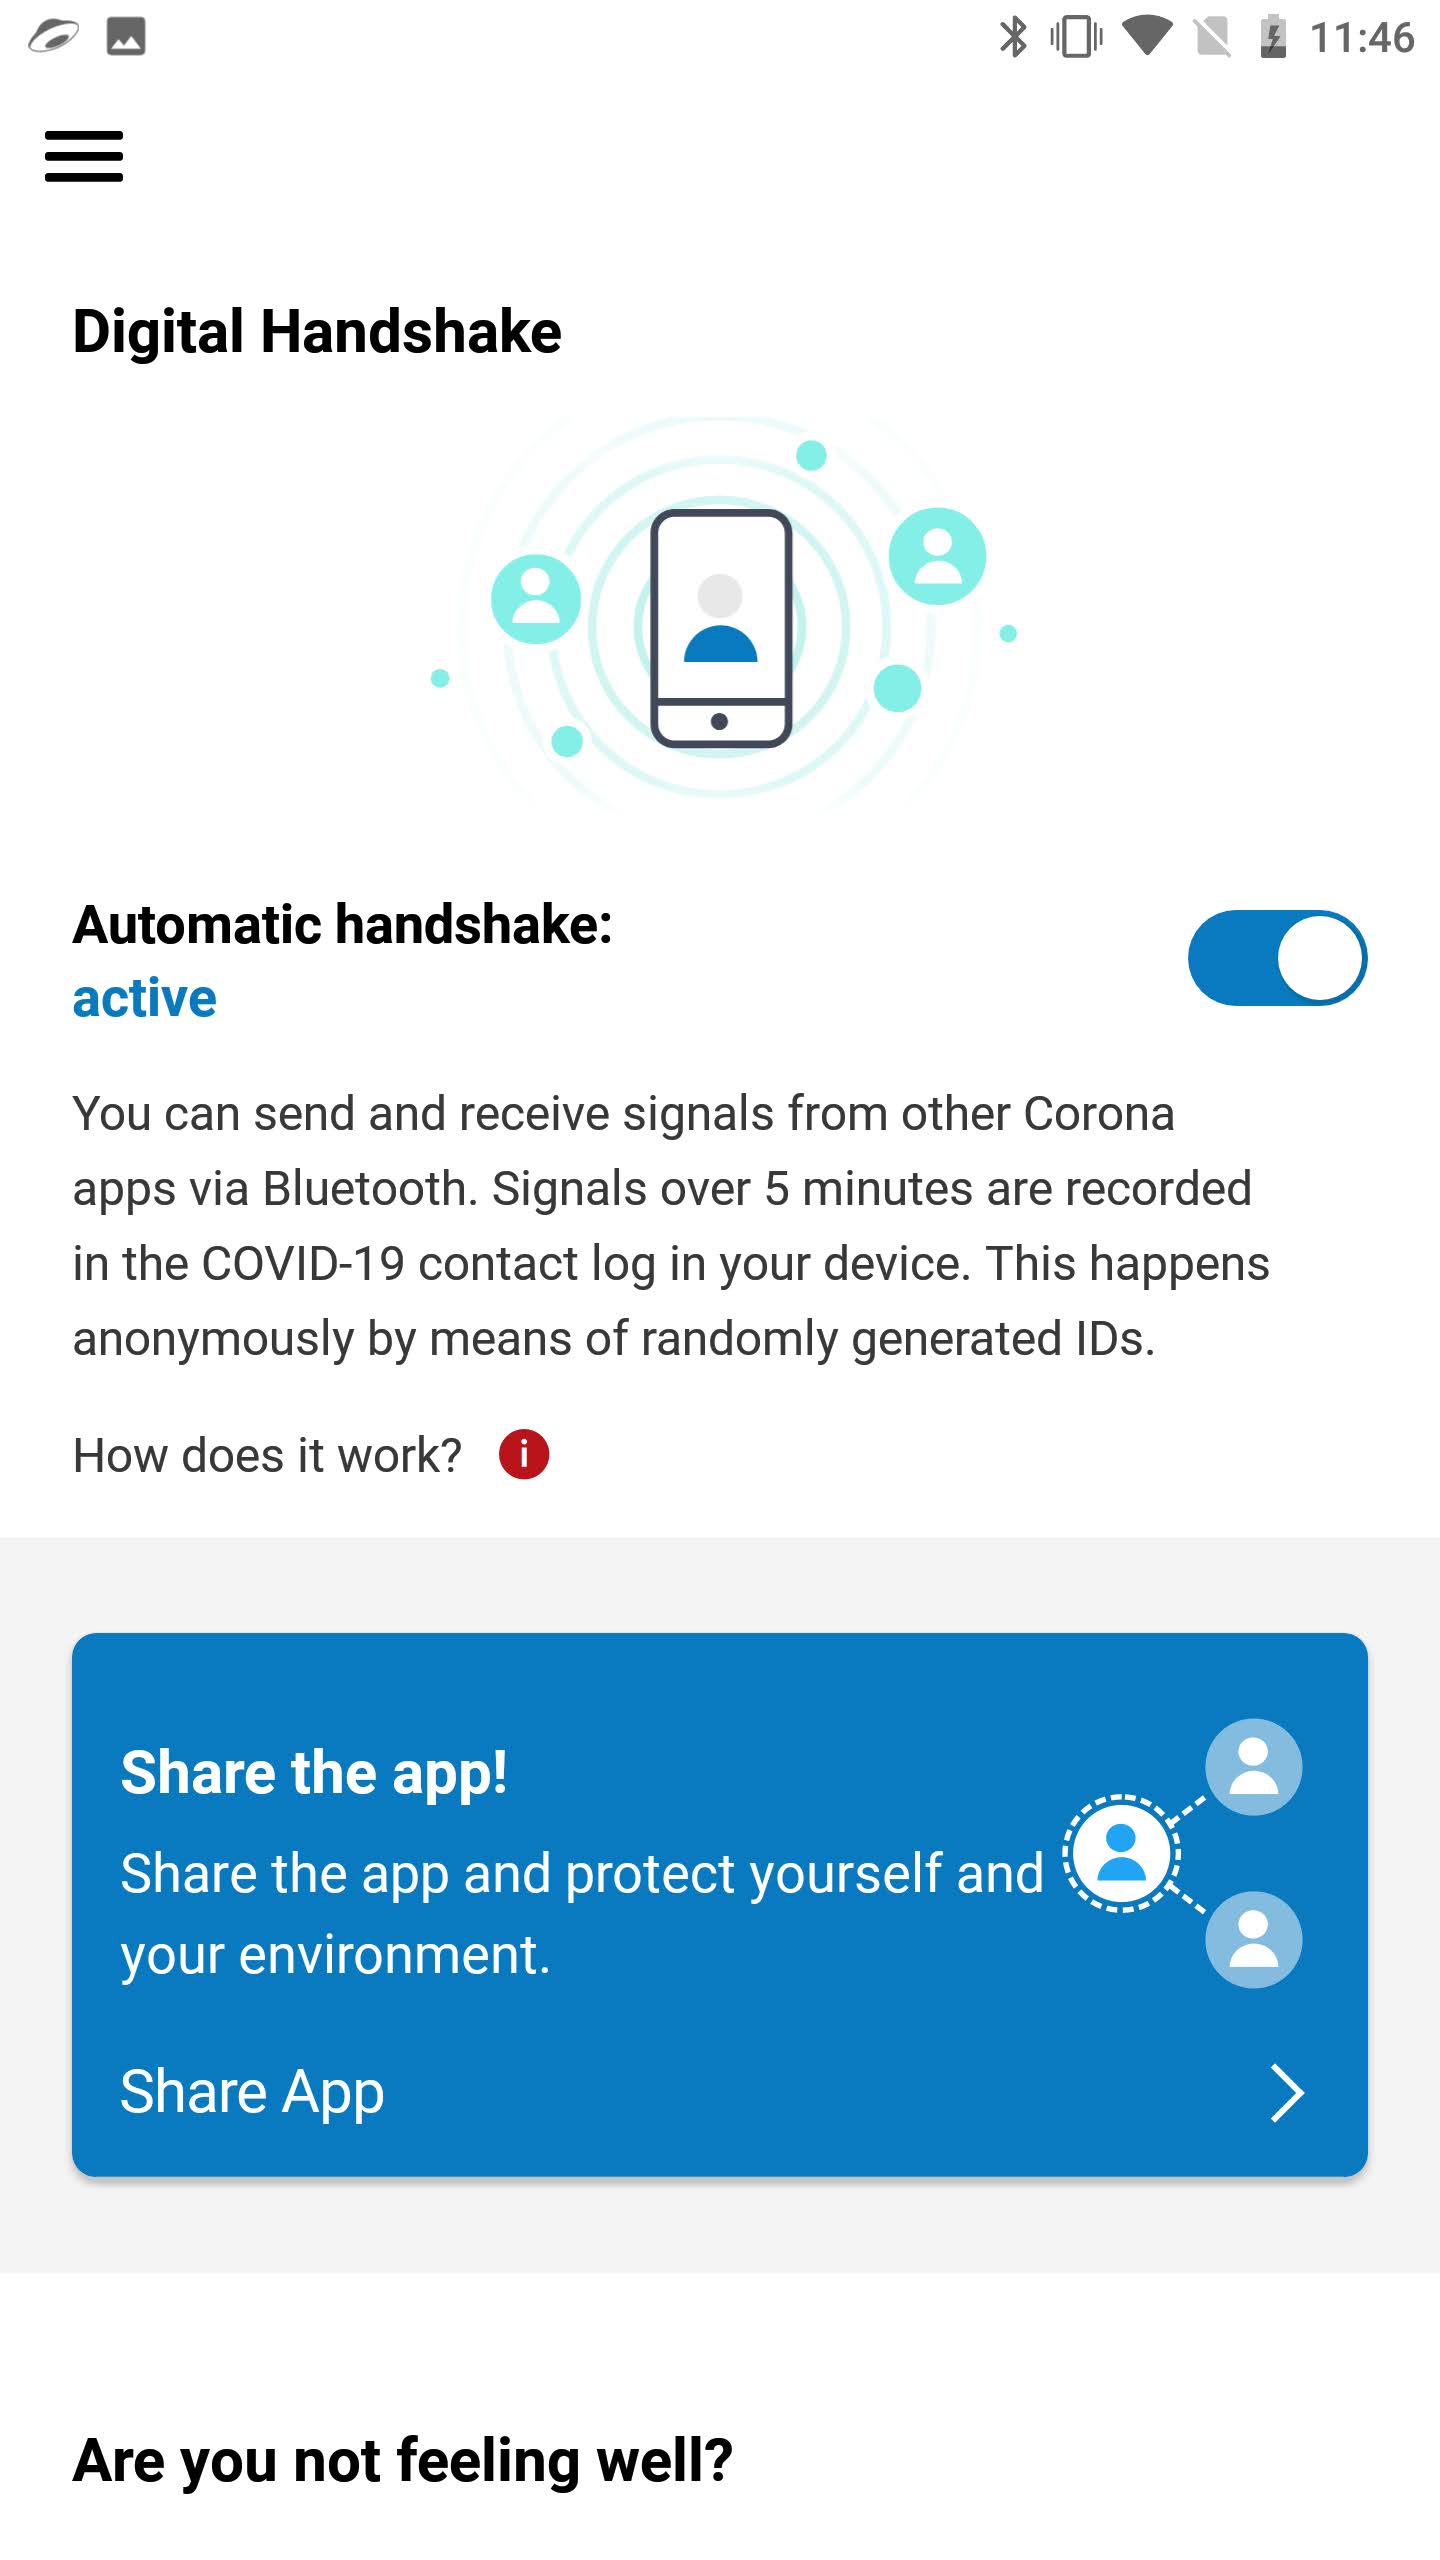 11:46
Digital Handshake
Automatic handshake:
active
You can send and receive signals from other Corona
apps via Bluetooth. Signals over 5 minutes are recorded
in the COVID-19 contact log in your device. This happens
anonymously by means of randomly generated IDs.
How does it work? i
Share the app!
Share the app and protect yourself and
your environment.
Share App
Are you not feeling well?